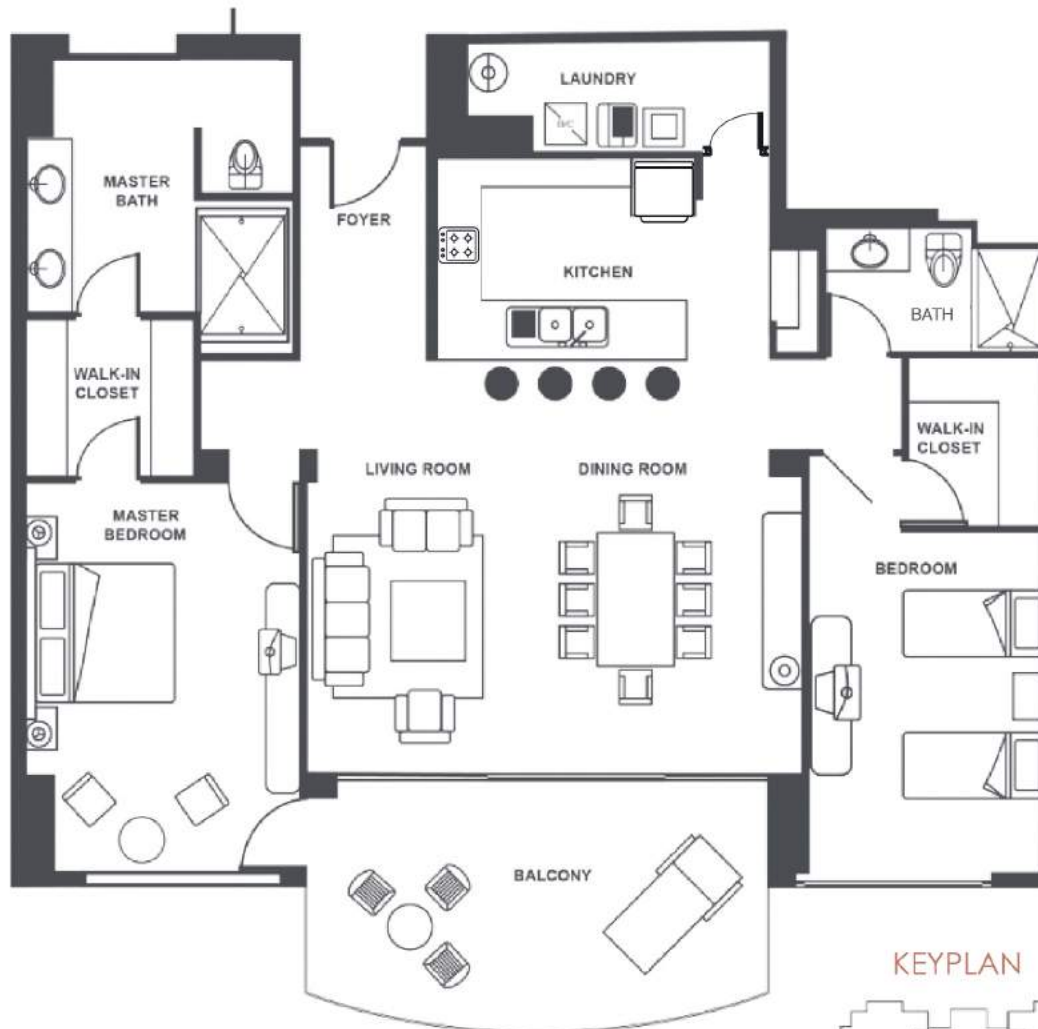 LAUNDRY
MASTER
BATH
FOYER
KITCHEN
BATH
WALK-IN
CLOSET
WALK-IN
CLOSET
LIVING ROOM
DINING ROOM
MASTER
BEDROOM
BEDROOM
BALCONY
KEYPLAN